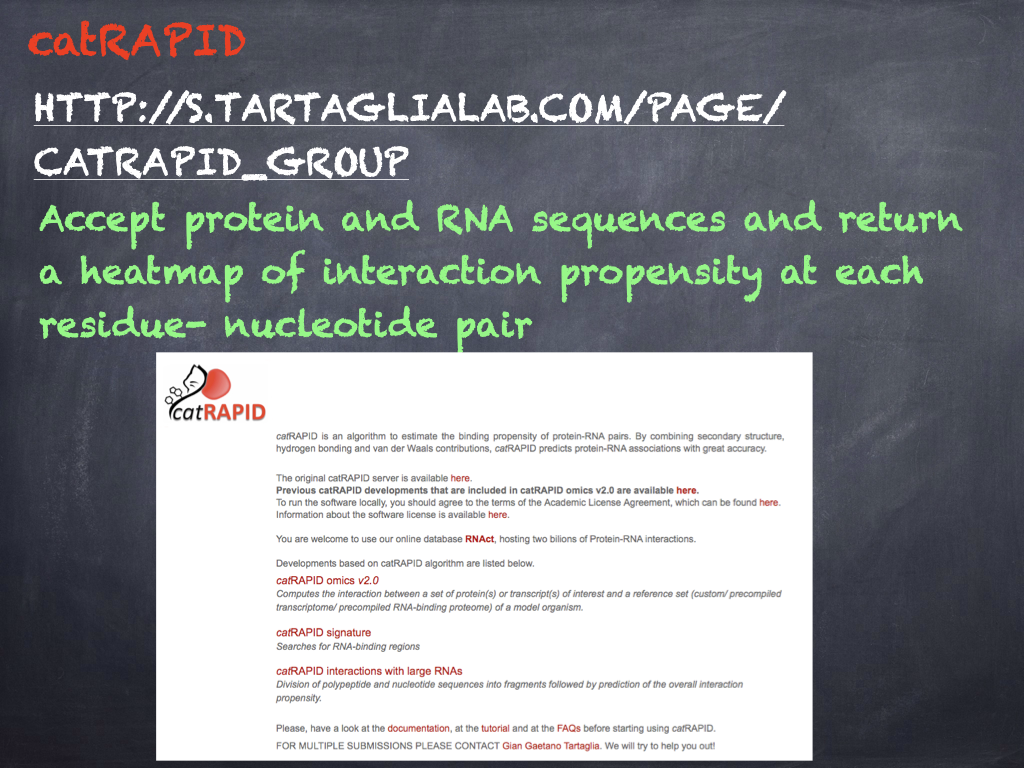 catRAPID
HTTP://S.TARTAGLIALAB.COM/PAGE/
CATRAPID_GROUP
Accept protein and RNA sequences and return
a heatmap of interaction propensity at each
residue- nucleotide pair
catRAPID
catRAPID is an algorithm to estimate the binding propensity of protein-RNA pairs. By combining secondary structure,
hydrogen bonding and van der Waals contributions, catRAPID predicts protein-RNA associations with great accuracy.
The original catRAPID server is available here.
Previous catRAPID developments that are included in catRAPID omics v2.0 are available here.
To run the software locally, you should agree to the terms of the Academic License Agreement, which can be found here.
Information about the software license is available here.
You are welcome to use our online database RNAct, hosting two bilions of Protein-RNA interactions.
Developments based on catRAPID algorithm are listed below.
catRAPID omics v2.0
Computes the interaction between a set of protein(s) or transcript(s) of interest and a reference set (custom/ precompiled
transcriptome/ precompiled RNA-binding proteome) of a model organism.
catRAPID signature
Searches for RNA-binding regions
catRAPID interactions with large RNAs
Division of polypeptide and nucleotide sequences into fragments followed by prediction of the overall interaction
propensity.
Please, have a look at the documentation, at the tutorial and at the FAQs before starting using catRAPID.
FOR MULTIPLE SUBMISSIONS PLEASE CONTACT Gian Gaetano Tartaglia. We will try to help you out!